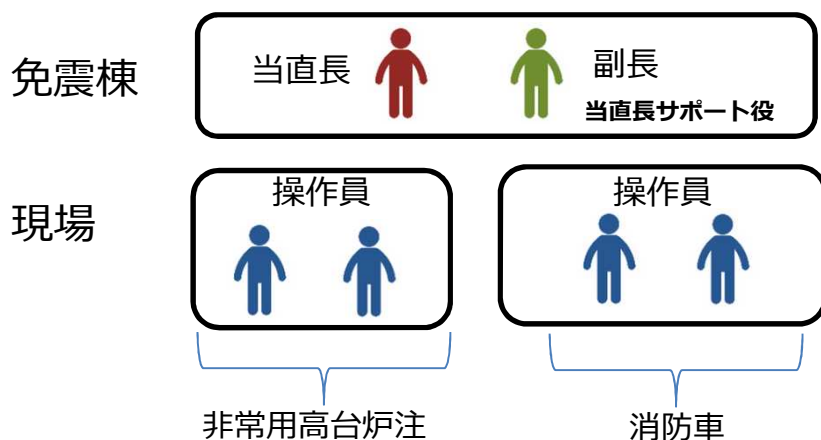 免震棟
当直長
副長
当直長サポート役
現場
操作員
操作員
非常用高台炉注
消防車